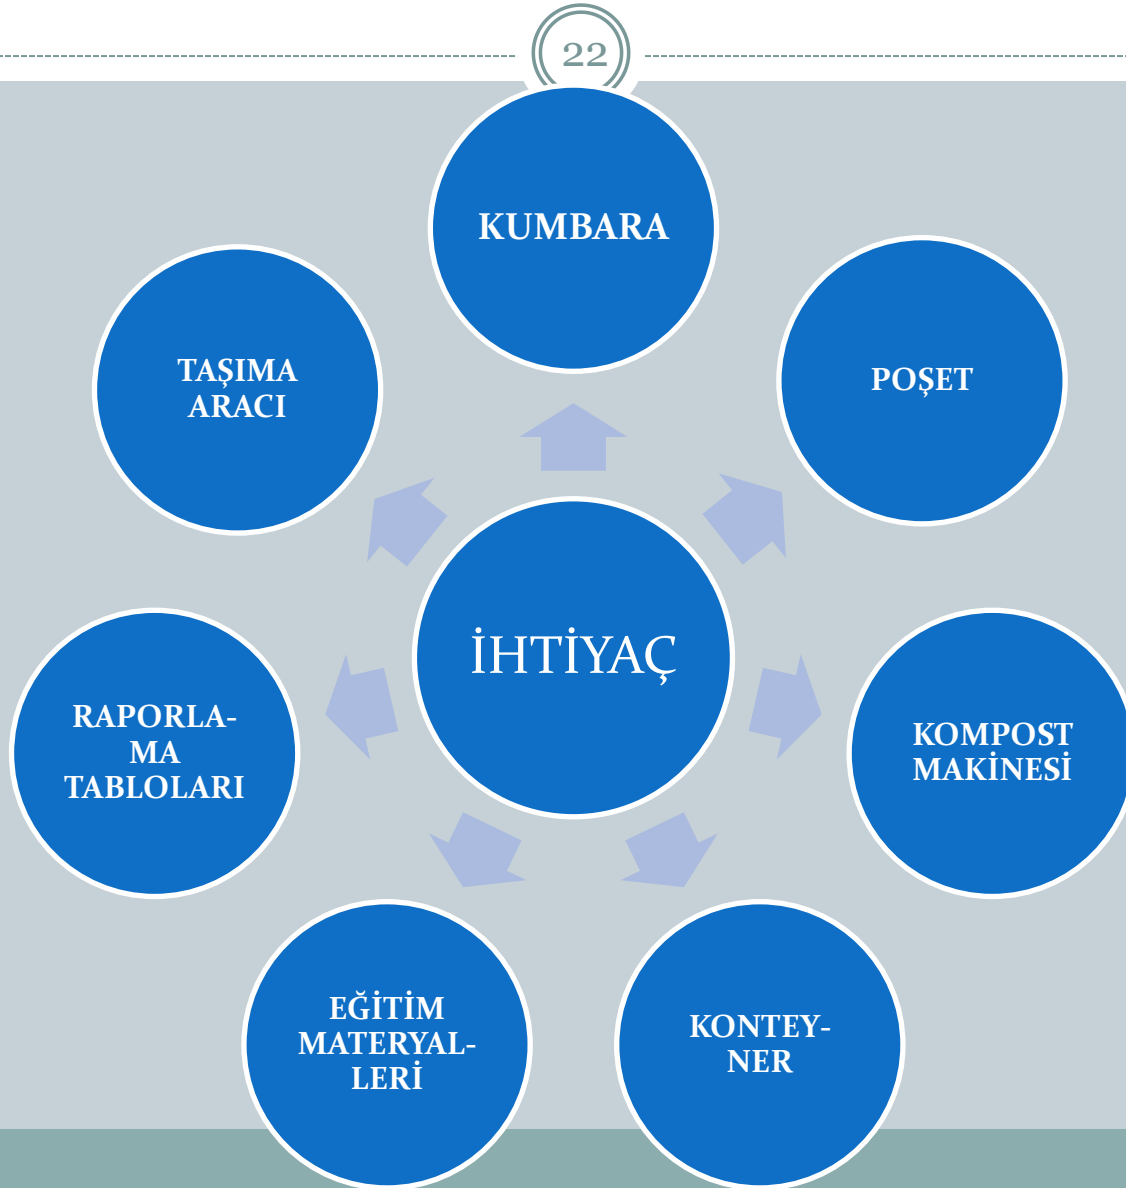 22
KUMBARA
POŞET
KOMPOST
MAKİNESİ
KONTEY-
NER
EĞİTİM
MATERYAL-
LERİ
RAPORLA-
MA
TABLOLARI
TAŞIMA
ARACI
İHTİYAÇ